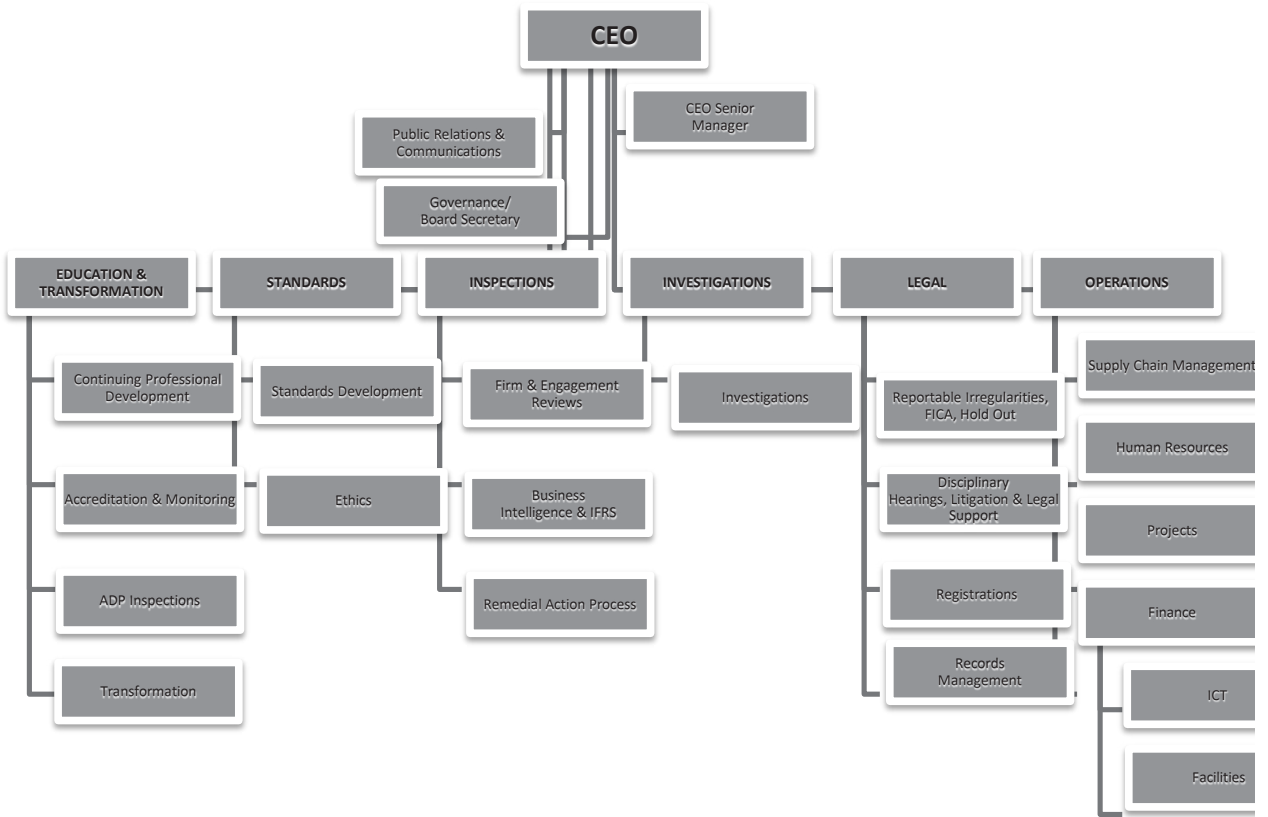 CEO
CEO Senior
Manager
Public Relations &
Communications
Governance/
Board Secretary
EDUCATION &
TRANSFORMATION
STANDARDS
INSPECTIONS
INVESTIGATIONS
LEGAL
OPERATIONS
Continuing Professional
Development
Accreditation & Monitoring
ADP Inspections
Transformation
Standards Development
Ethics
Firm & Engagement
Reviews
Business
Intelligence & IFRS
Remedial Action Process
Investigations
Reportable Irregularities,
FICA, Hold Out
Disciplinary
Hearings, Litigation & Legal
Support
Registrations
Records
Management
Supply Chain Management
Human Resources
Projects
Finance
ICT
Facilities